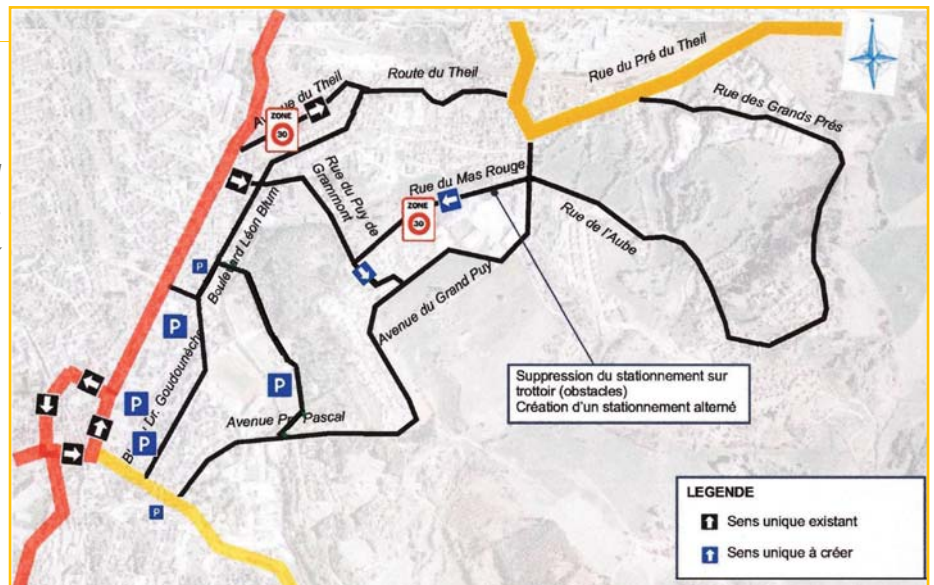 Rue du Pré du Theil
Route du Theil
Avenue du Theil
ZONE
30
Rue des Grands Prés
Rue du Puy de
Grammont
Rue du Mas Rouge
ZONE
30
Rue de l'Aube
Boulevard Léon Blum
P
Avenue du Grand Puy
P
Dr. Goudounèche
P
P
P
Avenue Pr. Pascal
P
Suppression du stationnement sur
trottoir (obstacles)
Création d'un stationnement alterné
LEGENDE
Sens unique existant
Sens unique à créer